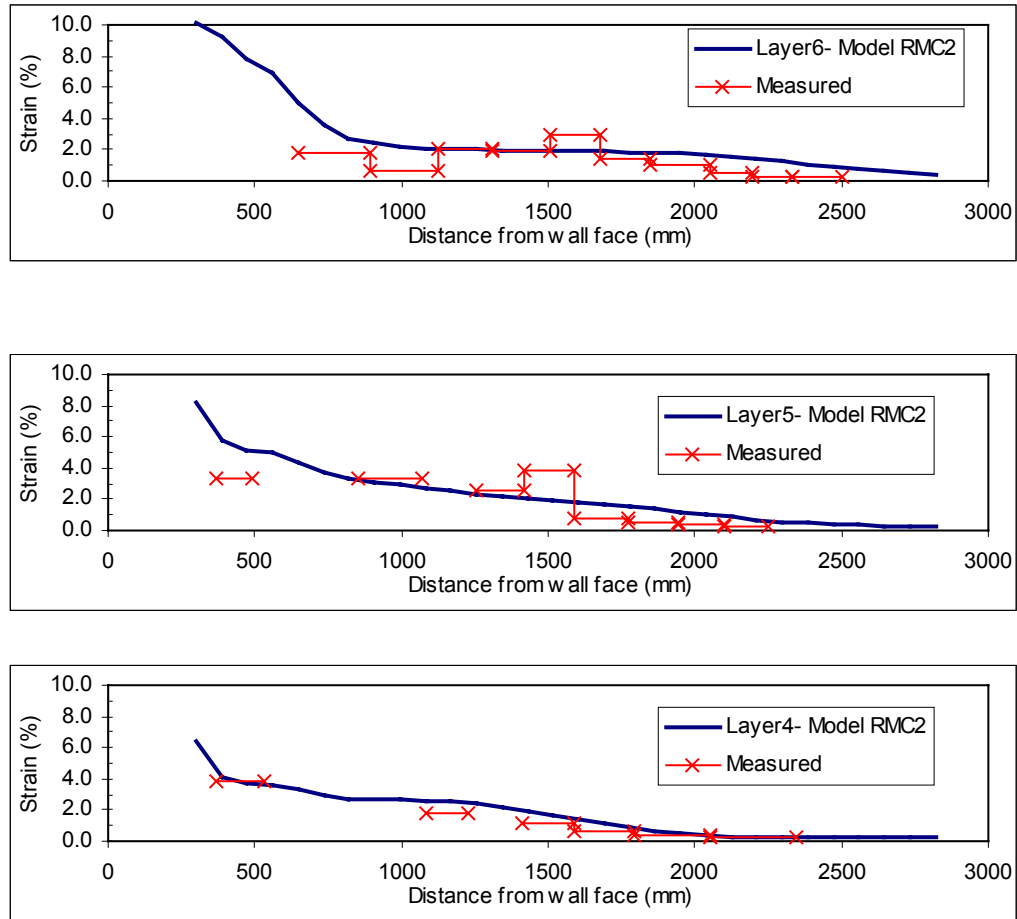 10.0
8.0
6.0
4.0
2.0
0.0
Strain (%)
Layer6- Model RMC2
Measured
0 500 1000 1500 2000 2500 3000
Distance from wall face (mm)
10.0
8.0
6.0
4.0
2.0
0.0
Strain (%)
Layer5- Model RMC2
Measured
0 500 1000 1500 2000 2500 3000
Distance from wall face (mm)
10.0
8.0
6.0
4.0
2.0
0.0
Strain (%)
Layer4- Model RMC2
Measured
0 500 1000 1500 2000 2500 3000
Distance from wall face (mm)